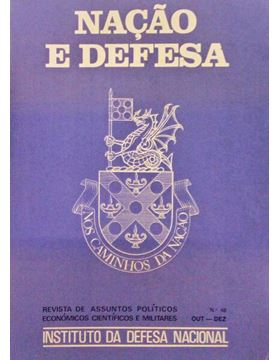 NAÇÃO
E DEFESA
NOS CAMINHOS DA NAÇÃO
REVISTA DE ASSUNTOS POLÍTICOS
ECONÓMICOS CIENTÍFICOS E MILITARES
N.º 48
OUT — DEZ
INSTITUTO DA DEFESA NACIONAL